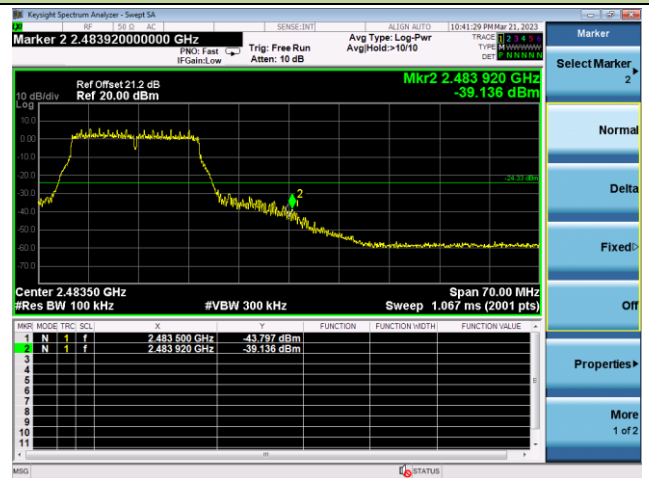 Keysight Spectrum Analyzer - Swept SA
RF 50 Ω AC SENSE:INT ALIGN AUTO 10:41:29 PM Mar 21, 2023
Marker 2 2.483920000000 GHz
PNO: Fast
IFGain:Low
Trig: Free Run
Atten: 10 dB
Avg Type: Log-Pwr
Avg|Hold:>10/10
TRACE 1 2 3 4 5 6
TYPE M WWWWW
DET P N N N N N
Ref Offset 21.2 dB
10 dB/div Ref 20.00 dBm
Log
Mkr2 2.483 920 GHz
-39.136 dBm
10.0
0.00
-10.0
-20.0
-24.33 dBm
-30.0
2
1
-40.0
-50.0
-60.0
-70.0
Center 2.48350 GHz Span 70.00 MHz
#Res BW 100 kHz #VBW 300 kHz Sweep 1.067 ms (2001 pts)
MKR MODE TRC SCL X Y FUNCTION FUNCTION WIDTH FUNCTION VALUE
1 N 1 f 2.483 500 GHz -43.797 dBm
2 N 1 f 2.483 920 GHz -39.136 dBm
3
4
5
6
7
8
9
10
11
MSG STATUS
Marker
Select Marker
2
Normal
Delta
Fixed
Off
Properties
More
1 of 2